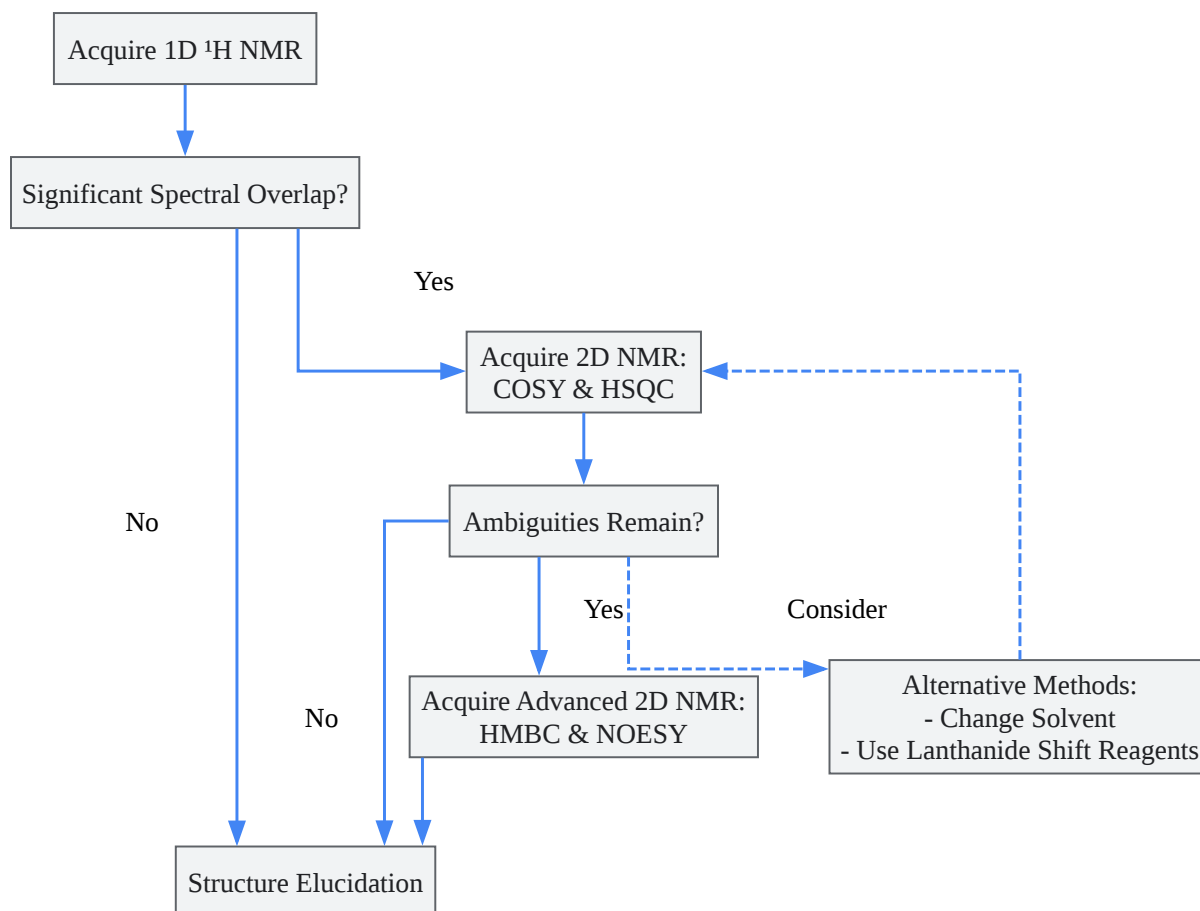 Acquire 1D ¹H NMR
Significant Spectral Overlap?
Yes
Acquire 2D NMR:
COSY & HSQC
No
Ambiguities Remain?
Yes
Consider
No
Acquire Advanced 2D NMR:
HMBC & NOESY
Alternative Methods:
- Change Solvent
- Use Lanthanide Shift Reagents
Structure Elucidation